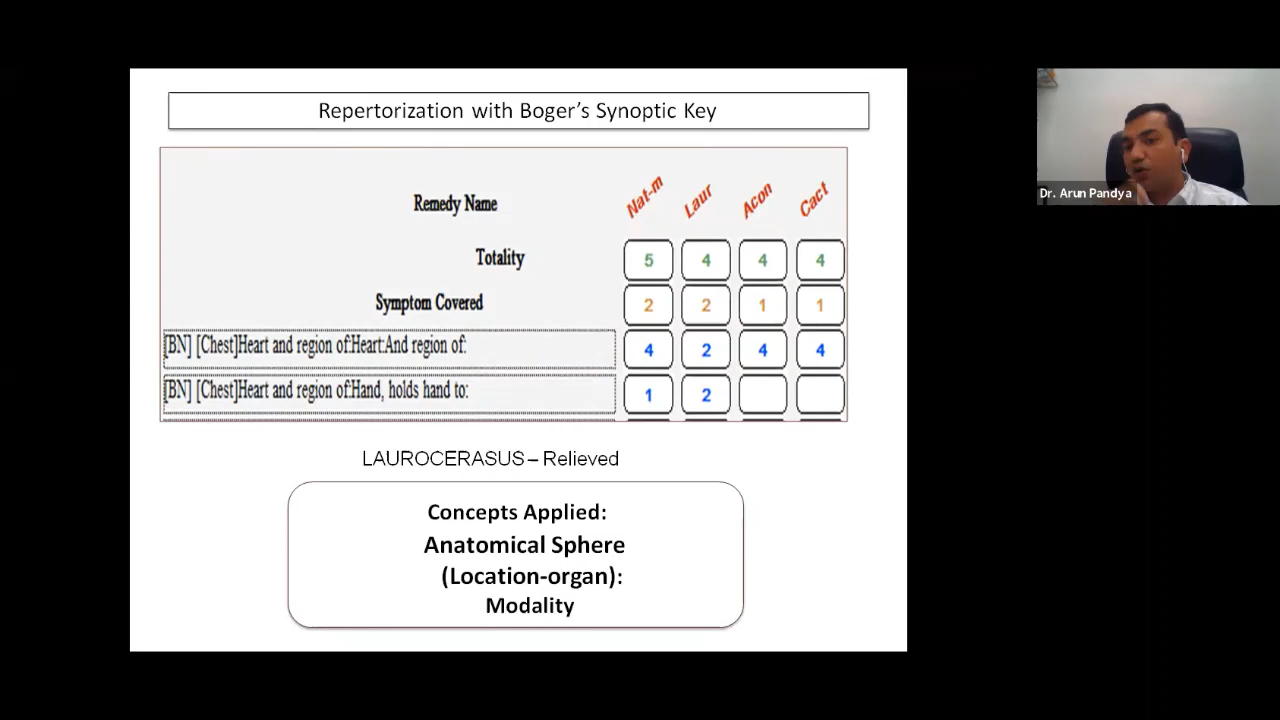 Repertorization with Boger's Synoptic Key
Remedy Name Nat-m Laur Acon Cact
Totality 5 4 4 4
Symptom Covered 2 2 1 1
[BN] [Chest]Heart and region of:Heart:And region of: 4 2 4 4
[BN] [Chest]Heart and region of:Hand, holds hand to: 1 2
LAUROCERASUS – Relieved
Concepts Applied:
Anatomical Sphere
(Location-organ):
Modality
Dr. Arun Pandya